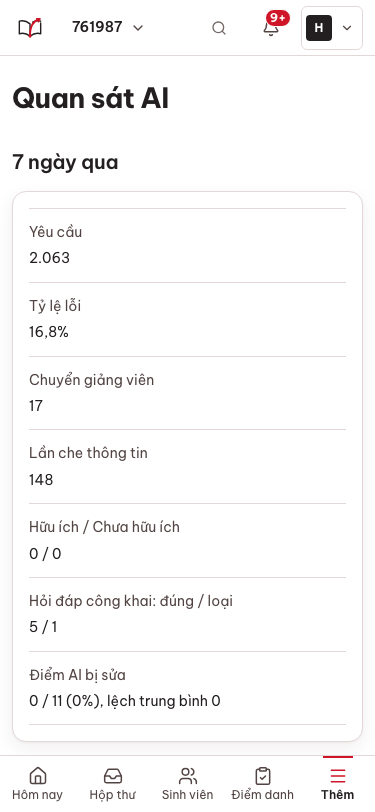 761987
9+
H
Quan sát AI
7 ngày qua
Yêu cầu
2.063
Tỷ lệ lỗi
16,8%
Chuyển giảng viên
17
Lần che thông tin
148
Hữu ích / Chưa hữu ích
0 / 0
Hỏi đáp công khai: đúng / loại
5 / 1
Điểm AI bị sửa
0 / 11 (0%), lệch trung bình 0
Hôm nay
Hộp thư
Sinh viên
Điểm danh
Thêm